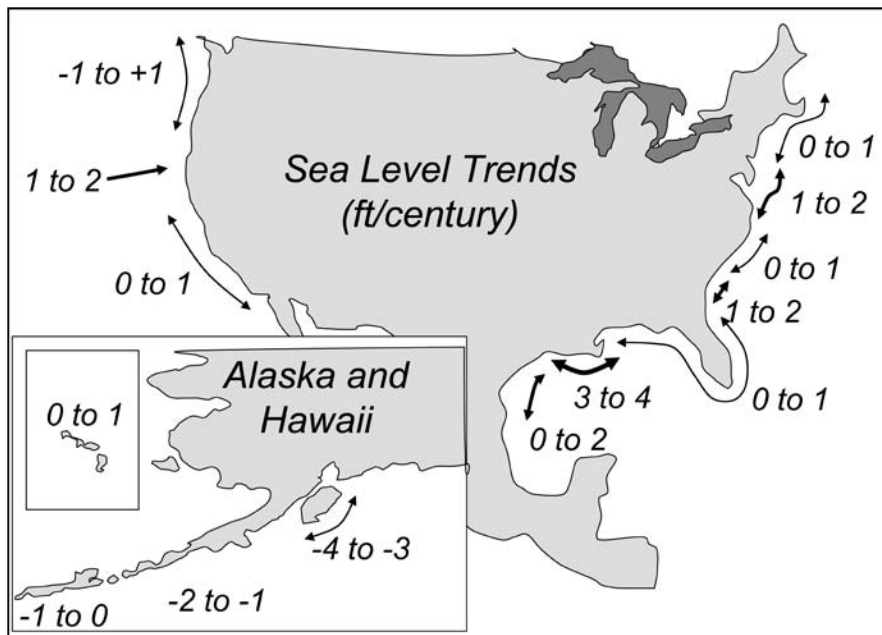 -1 to +1
1 to 2
0 to 1
Sea Level Trends
(ft/century)
0 to 1
1 to 2
0 to 1
1 to 2
0 to 1
3 to 4
0 to 2
Alaska and
Hawaii
0 to 1
-4 to -3
-2 to -1
-1 to 0